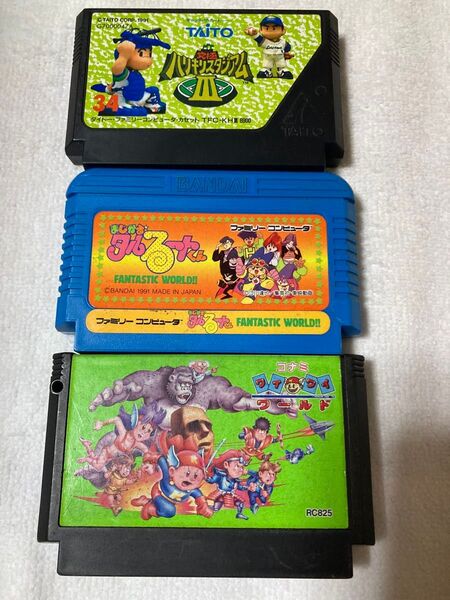 © TAITO CORP. 1991
TAITO
究極
ハリキリスタジアム
III
TM
34
タイトー・ファミリーコンピュータ・カセット TFC-KHⅢ 6900
TAITO
BANDAI
まじかる
タルるートくん
ファミリーコンピュータ
FANTASTIC WORLD!!
©BANDAI 1991 MADE IN JAPAN
ファミリーコンピュータ
FANTASTIC WORLD!!
コナミ
ワイワイ
ワールド
RC825